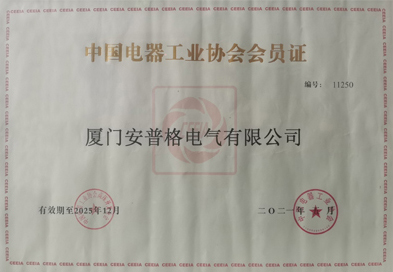 中国电器工业协会会员证
编号： 11250
厦门安普格电气有限公司
有效期至2025年12月
二〇二一年 月